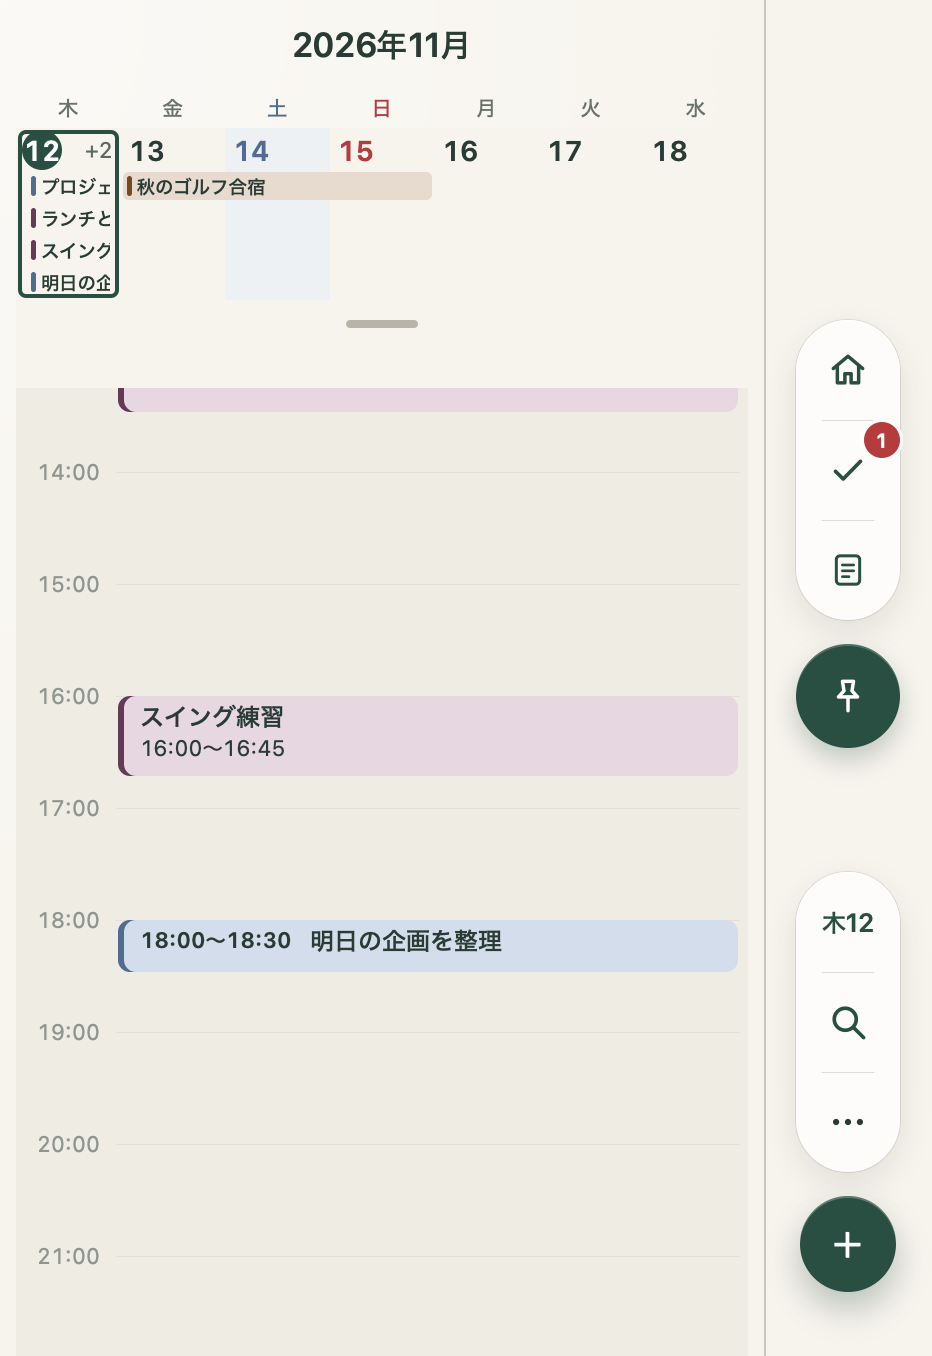 2026年11月
木 金 土 日 月 火 水
12 +2 13 14 15 16 17 18
プロジェ
秋のゴルフ合宿
ランチと
スイング
明日の企
14:00
15:00
16:00
スイング練習
16:00〜16:45
17:00
18:00
18:00〜18:30 明日の企画を整理
19:00
20:00
21:00
1
木12